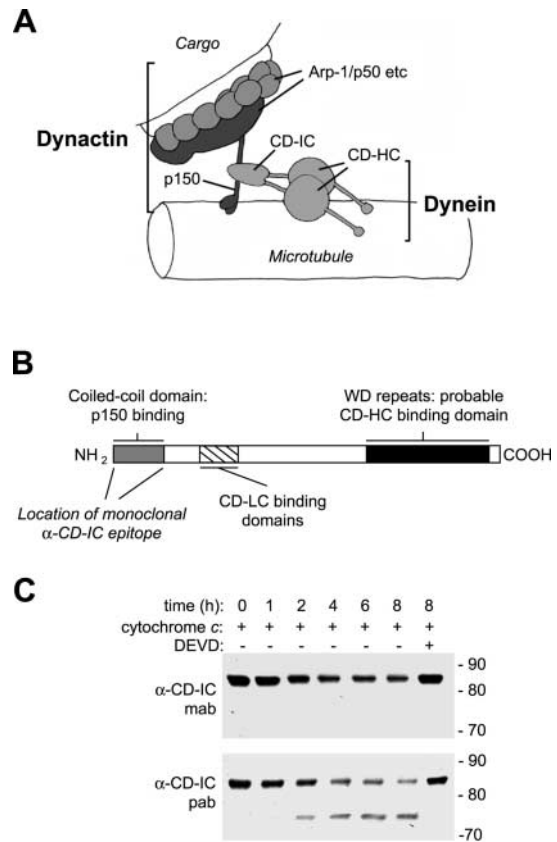 A
Cargo
Arp-1/p50 etc
Dynactin
CD-IC
CD-HC
p150
Dynein
Microtubule
B
Coiled-coil domain:
p150 binding
WD repeats: probable
CD-HC binding domain
NH2
COOH
Location of monoclonal
α-CD-IC epitope
CD-LC binding
domains
C
time (h): 0 1 2 4 6 8 8
cytochrome c: + + + + + + +
DEVD: - - - - - - +
α-CD-IC
mab
- 90
- 80
- 70
α-CD-IC
pab
- 90
- 80
-70